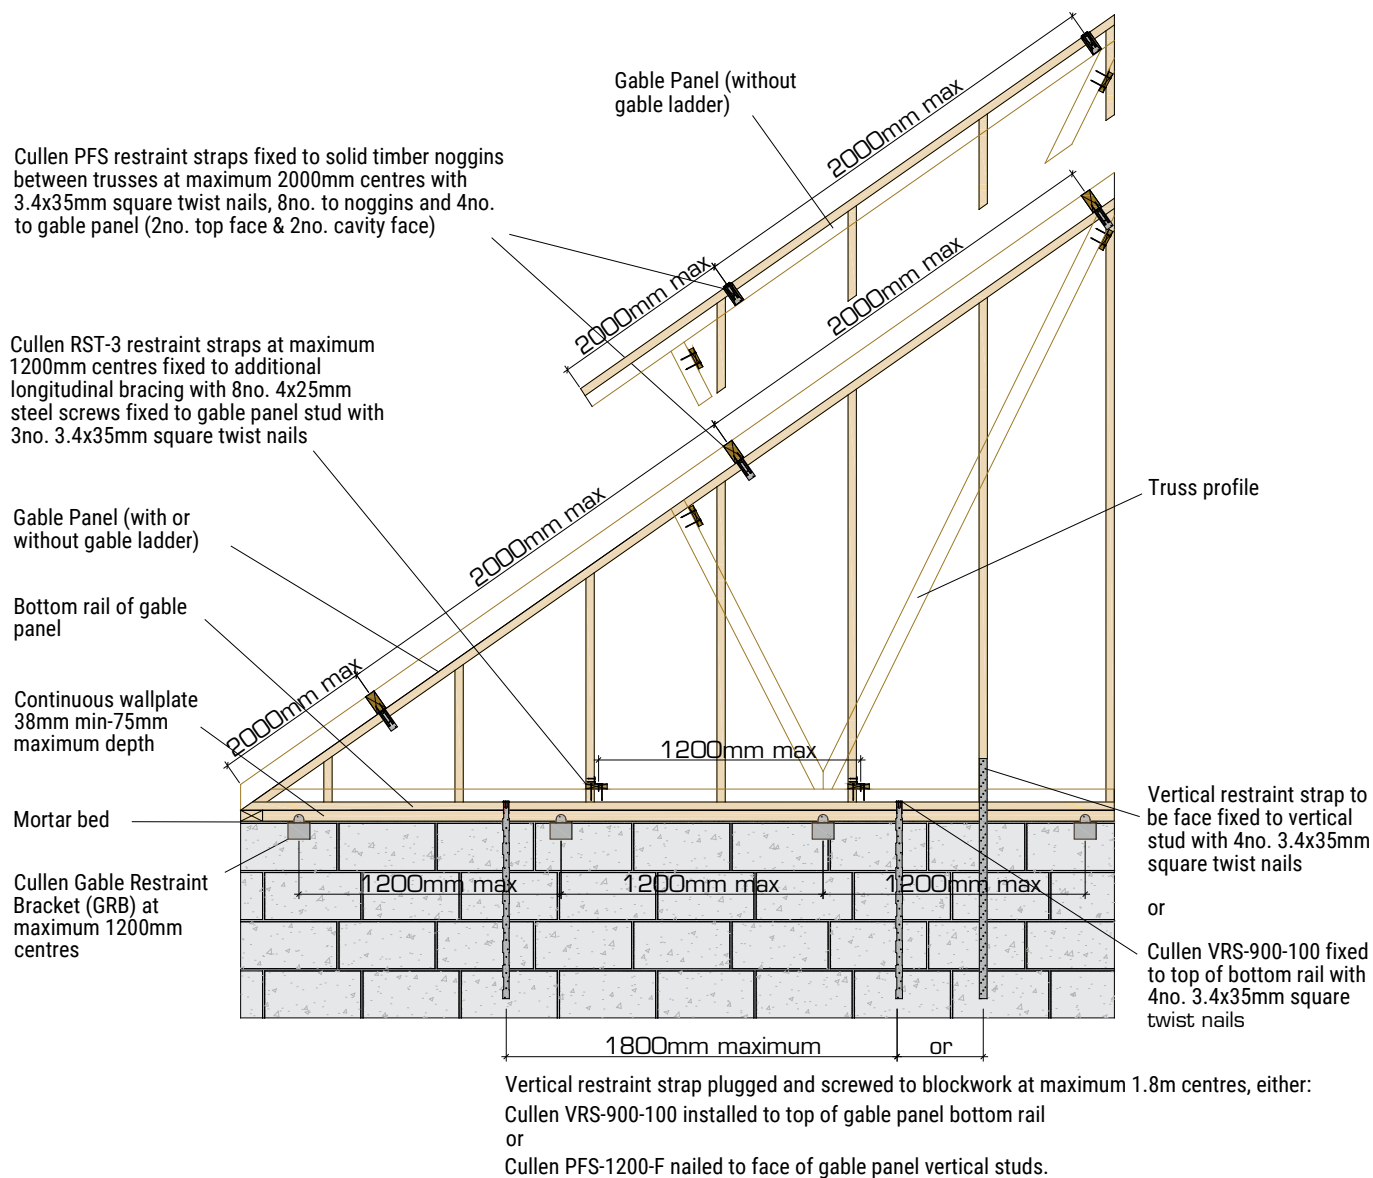 Gable Panel (without
gable ladder)
2000mm max
Cullen PFS restraint straps fixed to solid timber noggins
between trusses at maximum 2000mm centres with
3.4x35mm square twist nails, 8no. to noggins and 4no.
to gable panel (2no. top face & 2no. cavity face)
2000mm max
2000mm max
Cullen RST-3 restraint straps at maximum
1200mm centres fixed to additional
longitudinal bracing with 8no. 4x25mm
steel screws fixed to gable panel stud with
3no. 3.4x35mm square twist nails
Truss profile
2000mm max
Gable Panel (with or
without gable ladder)
Bottom rail of gable
panel
2000mm max
Continuous wallplate
38mm min-75mm
maximum depth
1200mm max
Mortar bed
Vertical restraint strap to
be face fixed to vertical
stud with 4no. 3.4x35mm
square twist nails
or
Cullen VRS-900-100 fixed
to top of bottom rail with
4no. 3.4x35mm square
twist nails
Cullen Gable Restraint
Bracket (GRB) at
maximum 1200mm
centres
1200mm max
1200mm max
1200mm max
1800mm maximum
or
Vertical restraint strap plugged and screwed to blockwork at maximum 1.8m centres, either:
Cullen VRS-900-100 installed to top of gable panel bottom rail
or
Cullen PFS-1200-F nailed to face of gable panel vertical studs.